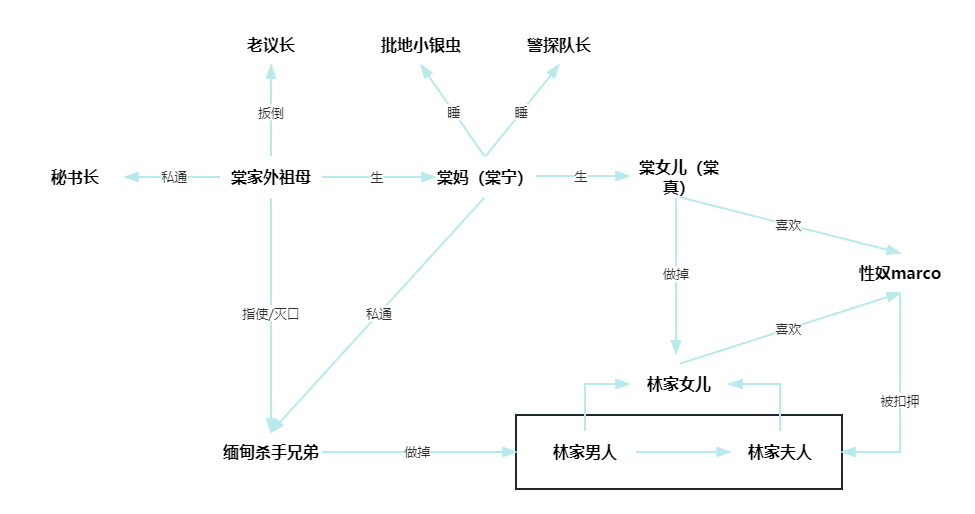 老议长
批地小银虫
警探队长
扳倒
睡
睡
秘书长
私通
棠家外祖母
生
棠妈（棠宁）
生
棠女儿（棠
真）
喜欢
做掉
性奴marco
指使/灭口
私通
喜欢
林家女儿
被扣押
缅甸杀手兄弟
做掉
林家男人
林家夫人